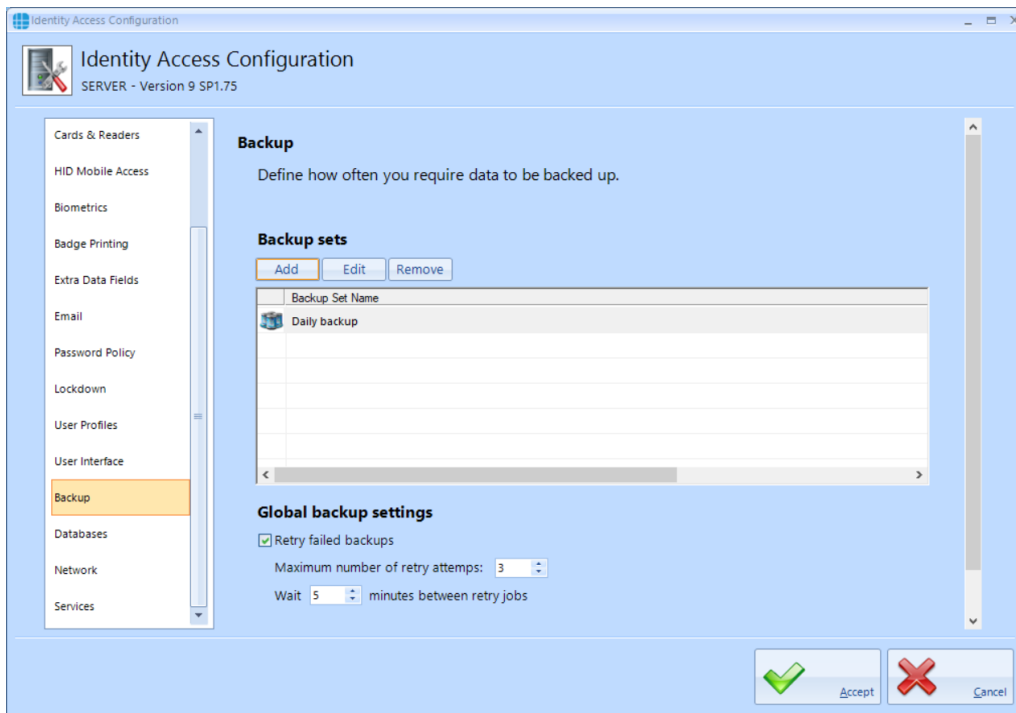 Identity Access Configuration
Identity Access Configuration
SERVER - Version 9 SP1.75
Cards & Readers
HID Mobile Access
Biometrics
Badge Printing
Extra Data Fields
Email
Password Policy
Lockdown
User Profiles
User Interface
Backup
Databases
Network
Services
Backup
Define how often you require data to be backed up.
Backup sets
Add Edit Remove
Backup Set Name
Daily backup
Global backup settings
Retry failed backups
Maximum number of retry attemps: 3
Wait 5 minutes between retry jobs
Accept Cancel